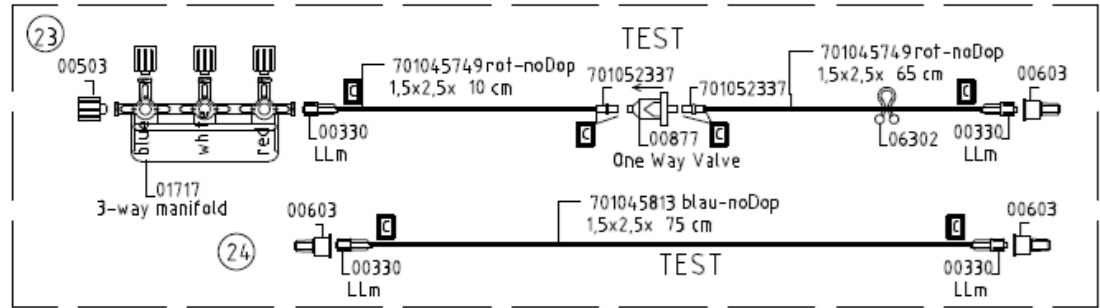 23
TEST
00503
701045749 rot-noDop
1,5x2,5x 10 cm
701052337
701052337
701045749 rot-noDop
1,5x2,5x 65 cm
00603
C
C
C
C
blue
white
red
00330
LLm
00877
One Way Valve
06302
00330
LLm
01717
3-way manifold
24
00603
C
701045813 blau-noDop
1,5x2,5x 75 cm
C
00603
00330
LLm
TEST
00330
LLm